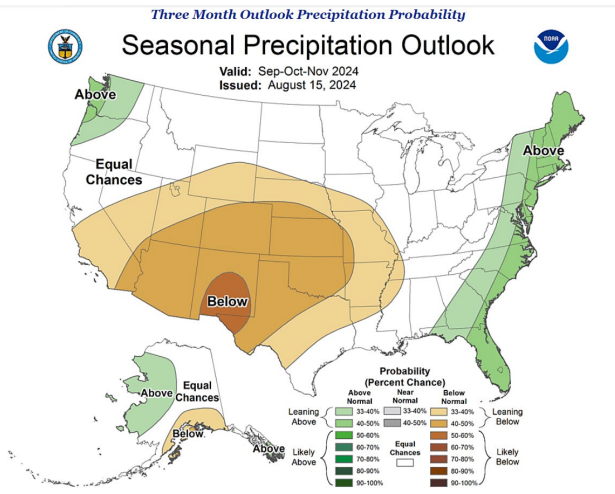 Three Month Outlook Precipitation Probability
Seasonal Precipitation Outlook
NOAA
Valid: Sep-Oct-Nov 2024
Issued: August 15, 2024
Above
Equal
Chances
Above
Below
Above
Equal
Chances
Below
Above
Probability
(Percent Chance)
Above
Normal
Near
Normal
Below
Normal
Leaning
Above
33-40%
33-40%
33-40%
Leaning
Below
40-50%
40-50%
40-50%
Likely
Above
50-60%
60-70%
70-80%
80-90%
90-100%
Equal
Chances
50-60%
60-70%
70-80%
80-90%
90-100%
Likely
Below